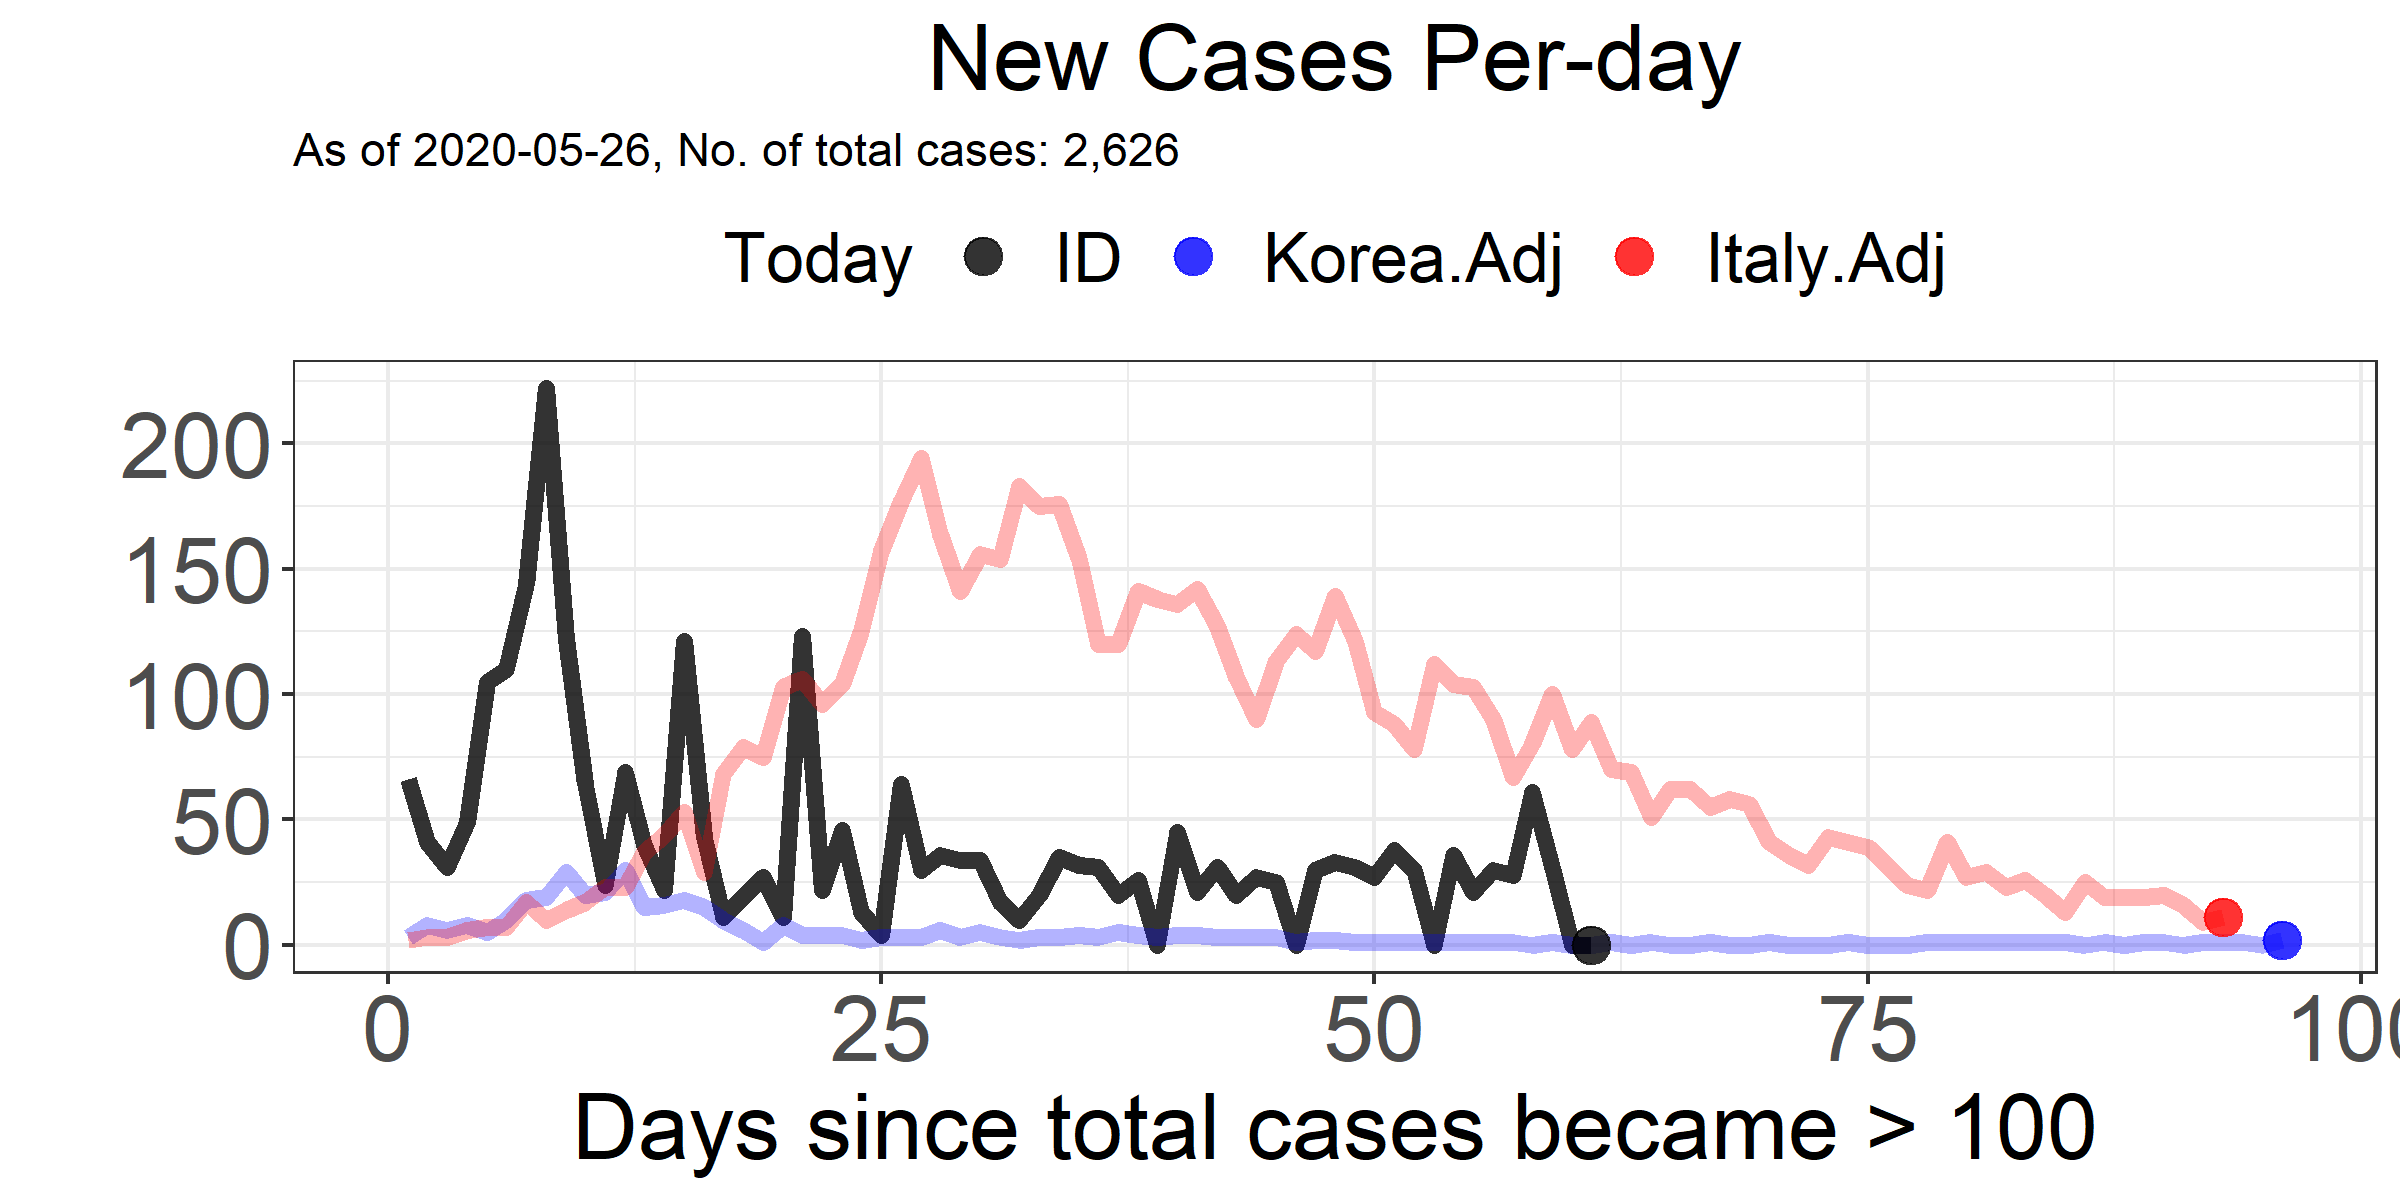 New Cases Per-day
As of 2020-05-26, No. of total cases: 2,626
Today ID Korea.Adj Italy.Adj
200
150
100
50
0
0 25 50 75 100
Days since total cases became > 100